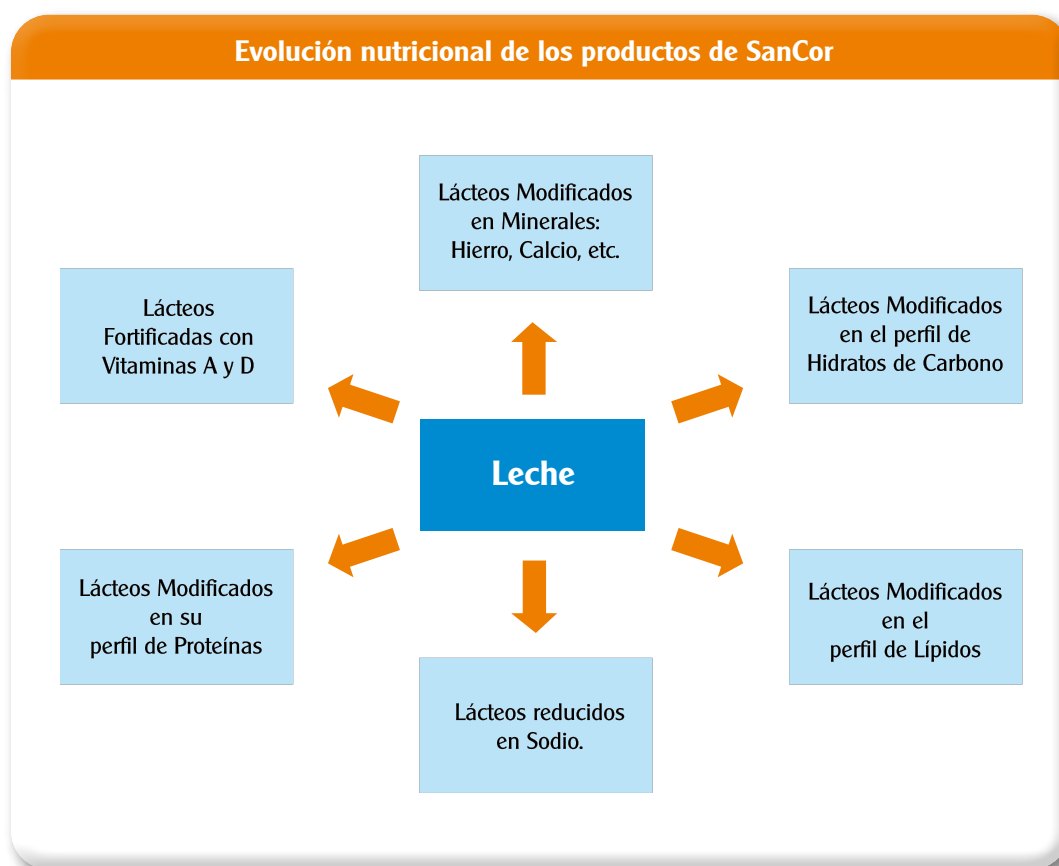 Evolución nutricional de los productos de SanCor
Lácteos Modificados
en Minerales:
Hierro, Calcio, etc.
Lácteos
Fortificadas con
Vitaminas A y D
Lácteos Modificados
en el perfil de
Hidratos de Carbono
Leche
Lácteos Modificados
en su
perfil de Proteínas
Lácteos Modificados
en el
perfil de Lípidos
Lácteos reducidos
en Sodio.